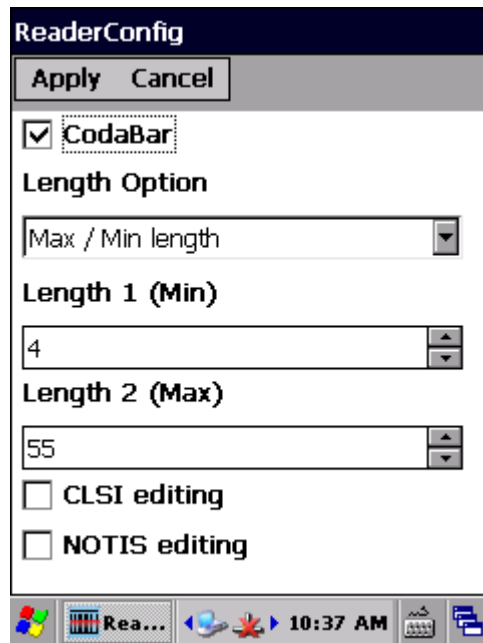 ReaderConfig
Apply Cancel
CodaBar
Length Option
Max / Min length
Length 1 (Min)
4
Length 2 (Max)
55
CLSI editing
NOTIS editing
Rea... 10:37 AM